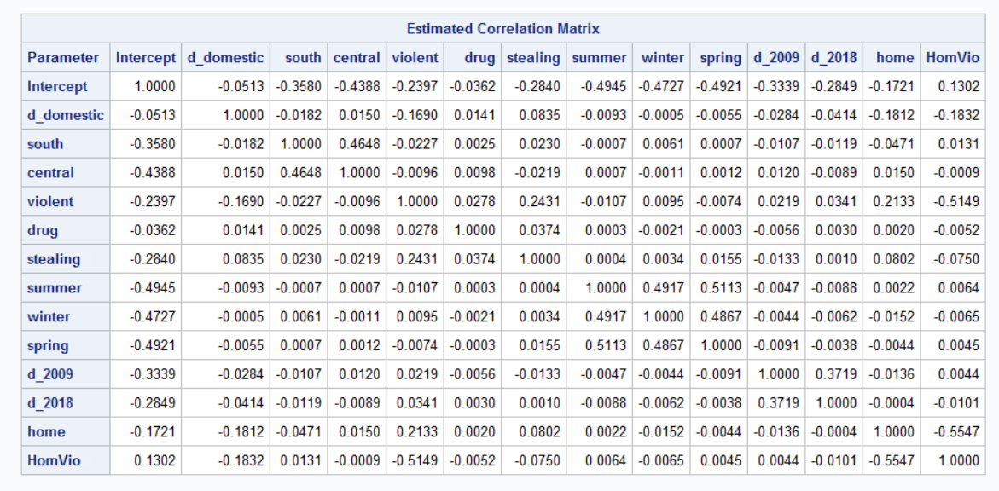 Estimated Correlation Matrix
Parameter Intercept d_domestic south central violent drug stealing summer winter spring d_2009 d_2018 home HomVio
Intercept 1.0000 -0.0513 -0.3580 -0.4388 -0.2397 -0.0362 -0.2840 -0.4945 -0.4727 -0.4921 -0.3339 -0.2849 -0.1721 0.1302
d_domestic -0.0513 1.0000 -0.0182 0.0150 -0.1690 0.0141 0.0835 -0.0093 -0.0005 -0.0055 -0.0284 -0.0414 -0.1812 -0.1832
south -0.3580 -0.0182 1.0000 0.4648 -0.0227 0.0025 0.0230 -0.0007 0.0061 0.0007 -0.0107 -0.0119 -0.0471 0.0131
central -0.4388 0.0150 0.4648 1.0000 -0.0096 0.0098 -0.0219 0.0007 -0.0011 0.0012 0.0120 -0.0089 0.0150 -0.0009
violent -0.2397 -0.1690 -0.0227 -0.0096 1.0000 0.0278 0.2431 -0.0107 0.0095 -0.0074 0.0219 0.0341 0.2133 -0.5149
drug -0.0362 0.0141 0.0025 0.0098 0.0278 1.0000 0.0374 0.0003 -0.0021 -0.0003 -0.0056 0.0030 0.0020 -0.0052
stealing -0.2840 0.0835 0.0230 -0.0219 0.2431 0.0374 1.0000 0.0004 0.0034 0.0155 -0.0133 0.0010 0.0802 -0.0750
summer -0.4945 -0.0093 -0.0007 0.0007 -0.0107 0.0003 0.0004 1.0000 0.4917 0.5113 -0.0047 -0.0088 0.0022 0.0064
winter -0.4727 -0.0005 0.0061 -0.0011 0.0095 -0.0021 0.0034 0.4917 1.0000 0.4867 -0.0044 -0.0062 -0.0152 -0.0065
spring -0.4921 -0.0055 0.0007 0.0012 -0.0074 -0.0003 0.0155 0.5113 0.4867 1.0000 -0.0091 -0.0038 -0.0044 0.0045
d_2009 -0.3339 -0.0284 -0.0107 0.0120 0.0219 -0.0056 -0.0133 -0.0047 -0.0044 -0.0091 1.0000 0.3719 -0.0136 0.0044
d_2018 -0.2849 -0.0414 -0.0119 -0.0089 0.0341 0.0030 0.0010 -0.0088 -0.0062 -0.0038 0.3719 1.0000 -0.0004 -0.0101
home -0.1721 -0.1812 -0.0471 0.0150 0.2133 0.0020 0.0802 0.0022 -0.0152 -0.0044 -0.0136 -0.0004 1.0000 -0.5547
HomVio 0.1302 -0.1832 0.0131 -0.0009 -0.5149 -0.0052 -0.0750 0.0064 -0.0065 0.0045 0.0044 -0.0101 -0.5547 1.0000